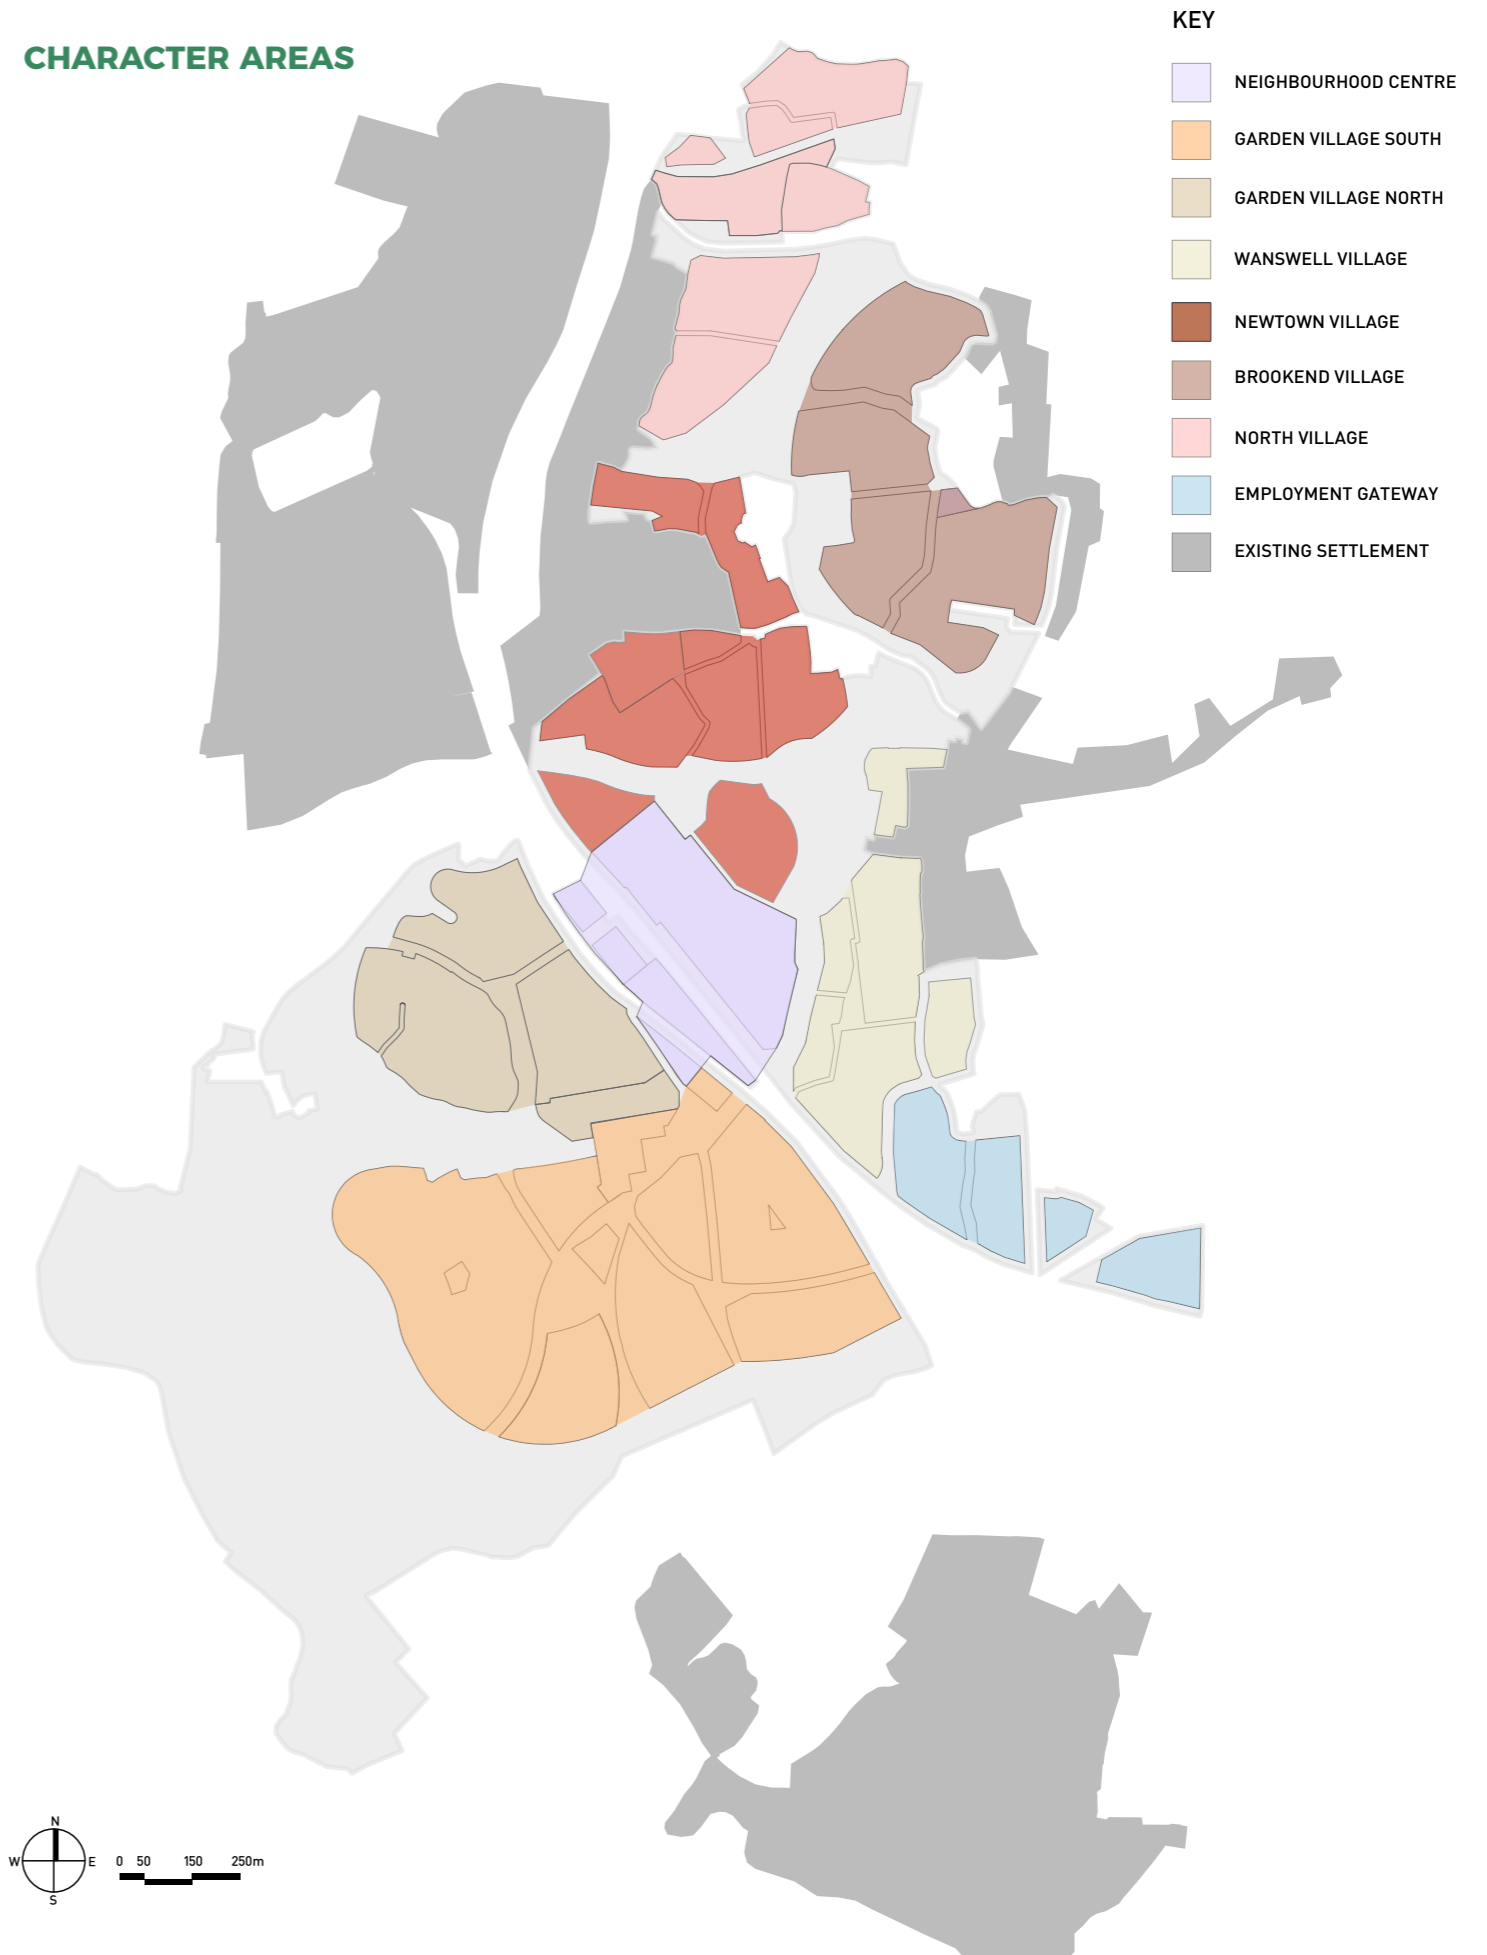 CHARACTER AREAS
KEY
NEIGHBOURHOOD CENTRE
GARDEN VILLAGE SOUTH
GARDEN VILLAGE NORTH
WANSWELL VILLAGE
NEWTOWN VILLAGE
BROOKEND VILLAGE
NORTH VILLAGE
EMPLOYMENT GATEWAY
EXISTING SETTLEMENT
N
W E
S
0 50 150 250m